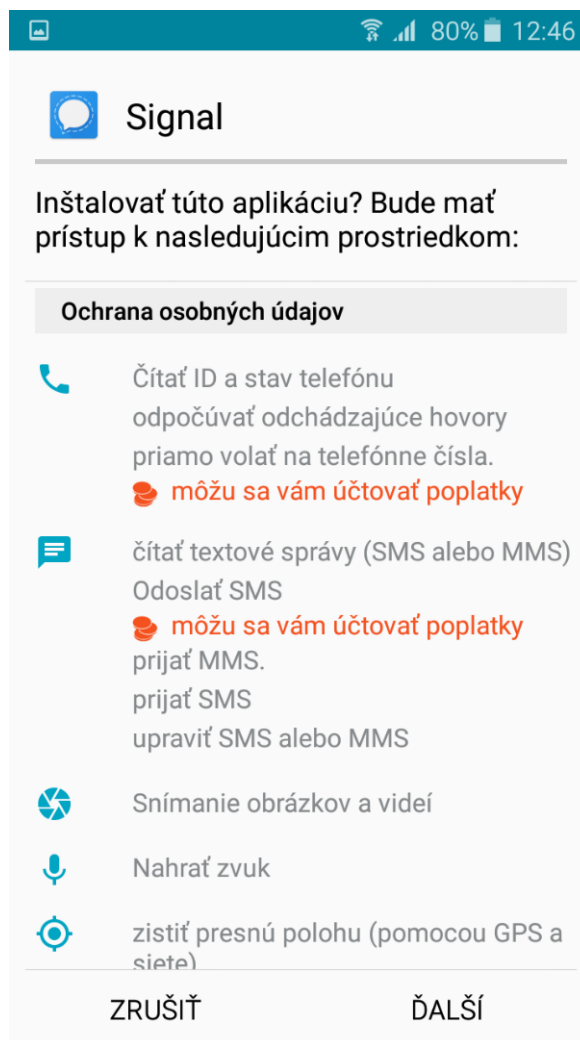 80% 12:46
Signal
Inštalovať túto aplikáciu? Bude mať
prístup k nasledujúcim prostriedkom:
Ochrana osobných údajov
Čítať ID a stav telefónu
odpočúvať odchádzajúce hovory
priamo volať na telefónne čísla.
môžu sa vám účtovať poplatky
čítať textové správy (SMS alebo MMS)
Odoslať SMS
môžu sa vám účtovať poplatky
prijať MMS.
prijať SMS
upraviť SMS alebo MMS
Snímanie obrázkov a videí
Nahrať zvuk
zistiť presnú polohu (pomocou GPS a
siete)
ZRUŠIŤ ĎALŠÍ